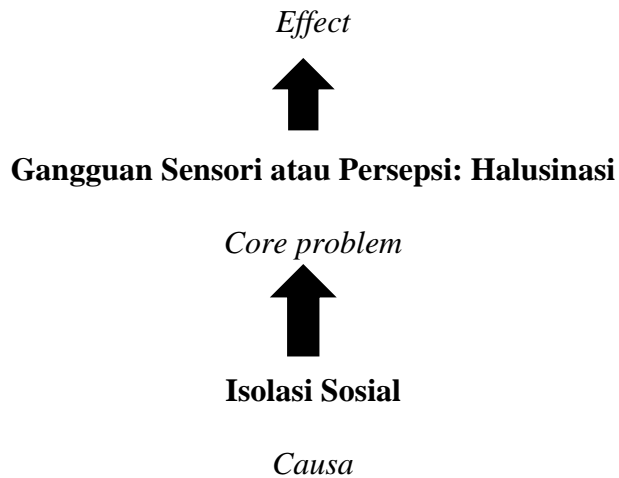 Effect
Gangguan Sensori atau Persepsi: Halusinasi
Core problem
Isolasi Sosial
Causa